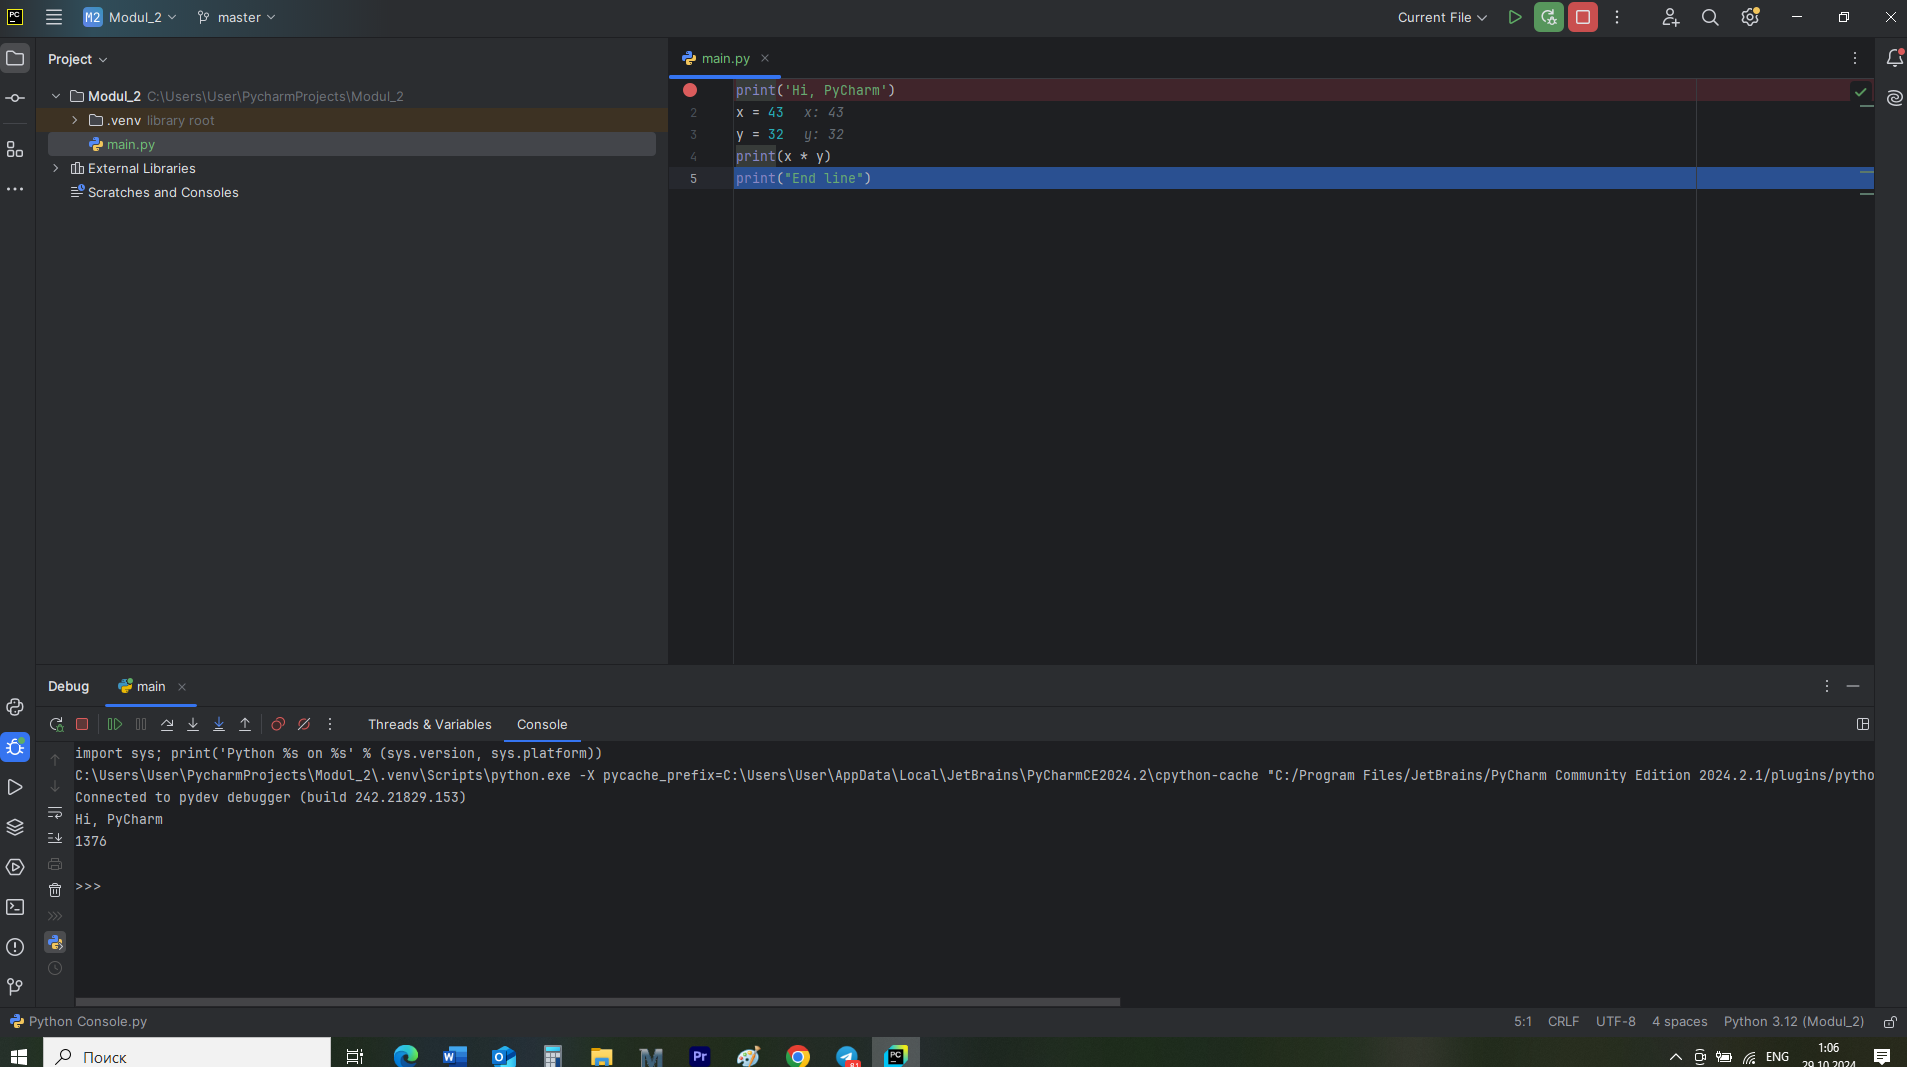 PC M2 Modul_2 master Current File
Project
main.py
Modul_2 C:\Users\User\PycharmProjects\Modul_2
.venv library root
main.py
External Libraries
Scratches and Consoles
print('Hi, PyCharm')
2 x = 43 x: 43
3 y = 32 y: 32
4 print(x * y)
5 print("End line")
Debug main
Threads & Variables Console
import sys; print('Python %s on %s' % (sys.version, sys.platform))
C:\Users\User\PycharmProjects\Modul_2\.venv\Scripts\python.exe -X pycache_prefix=C:\Users\User\AppData\Local\JetBrains\PyCharmCE2024.2\cpython-cache "C:/Program Files/JetBrains/PyCharm Community Edition 2024.2.1/plugins/pytho
Connected to pydev debugger (build 242.21829.153)
Hi, PyCharm
1376
>>>
Python Console.py 5:1 CRLF UTF-8 4 spaces Python 3.12 (Modul_2)
Поиск Pr PC ENG 1:06
29.10.2024